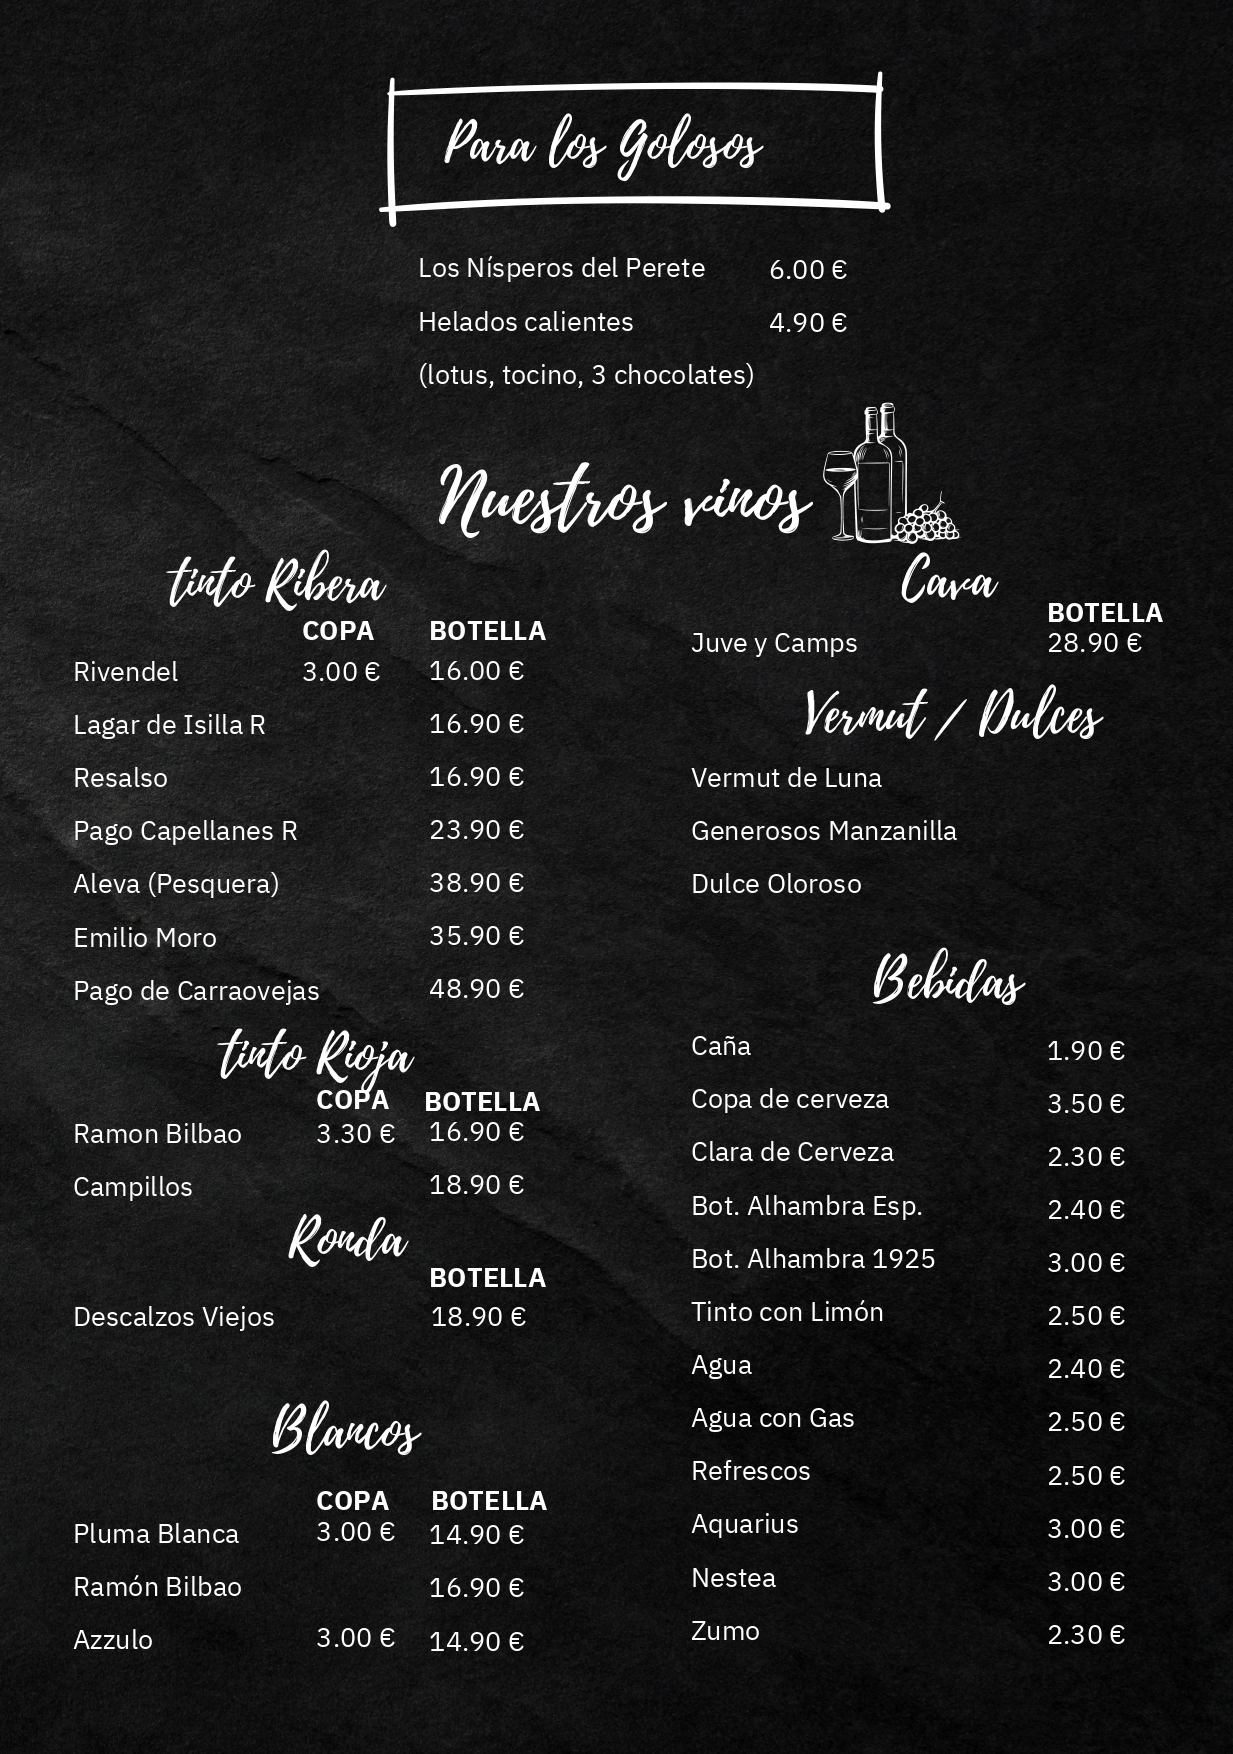 Para los Golosos
Los Nísperos del Perete 6.00 €
Helados calientes 4.90 €
(lotus, tocino, 3 chocolates)
Nuestros vinos
tinto Ribera
COPA BOTELLA
Rivendel 3.00 € 16.00 €
Lagar de Isilla R 16.90 €
Resalso 16.90 €
Pago Capellanes R 23.90 €
Aleva (Pesquera) 38.90 €
Emilio Moro 35.90 €
Pago de Carraovejas 48.90 €
tinto Rioja
COPA BOTELLA
Ramon Bilbao 3.30 € 16.90 €
Campillos 18.90 €
Ronda
BOTELLA
Descalzos Viejos 18.90 €
Blancos
COPA BOTELLA
Pluma Blanca 3.00 € 14.90 €
Ramón Bilbao 16.90 €
Azzulo 3.00 € 14.90 €
Cava
BOTELLA
Juve y Camps 28.90 €
Vermut / Dulces
Vermut de Luna
Generosos Manzanilla
Dulce Oloroso
Bebidas
Caña 1.90 €
Copa de cerveza 3.50 €
Clara de Cerveza 2.30 €
Bot. Alhambra Esp. 2.40 €
Bot. Alhambra 1925 3.00 €
Tinto con Limón 2.50 €
Agua 2.40 €
Agua con Gas 2.50 €
Refrescos 2.50 €
Aquarius 3.00 €
Nestea 3.00 €
Zumo 2.30 €